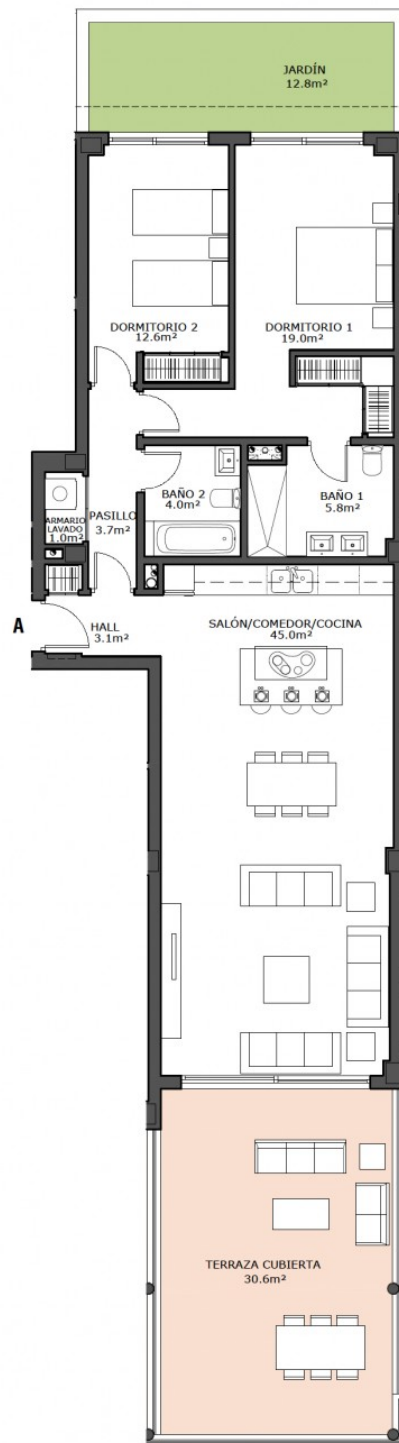 JARDÍN
12.8m²
DORMITORIO 2
12.6m²
DORMITORIO 1
19.0m²
BAÑO 2
4.0m²
BAÑO 1
5.8m²
PASILLO
3.7m²
ARMARIO
LAVADO
1.0m²
A
HALL
3.1m²
SALÓN/COMEDOR/COCINA
45.0m²
TERRAZA CUBIERTA
30.6m²